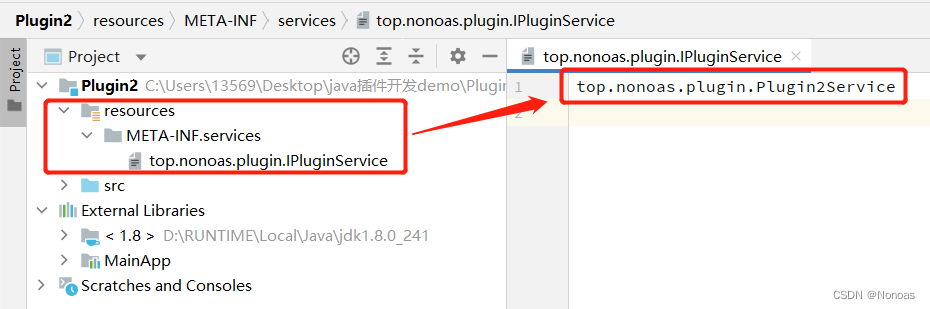 Plugin2 resources META-INF services top.nonoas.plugin.IPluginService
Project
Project
top.nonoas.plugin.IPluginService
Plugin2 C:\Users\13569\Desktop\java插件开发demo\Plugin
1 top.nonoas.plugin.Plugin2Service
resources
2
META-INF.services
top.nonoas.plugin.IPluginService
src
External Libraries
< 1.8 > D:\RUNTIME\Local\Java\jdk1.8.0_241
MainApp
Scratches and Consoles
CSDN @Nonoas